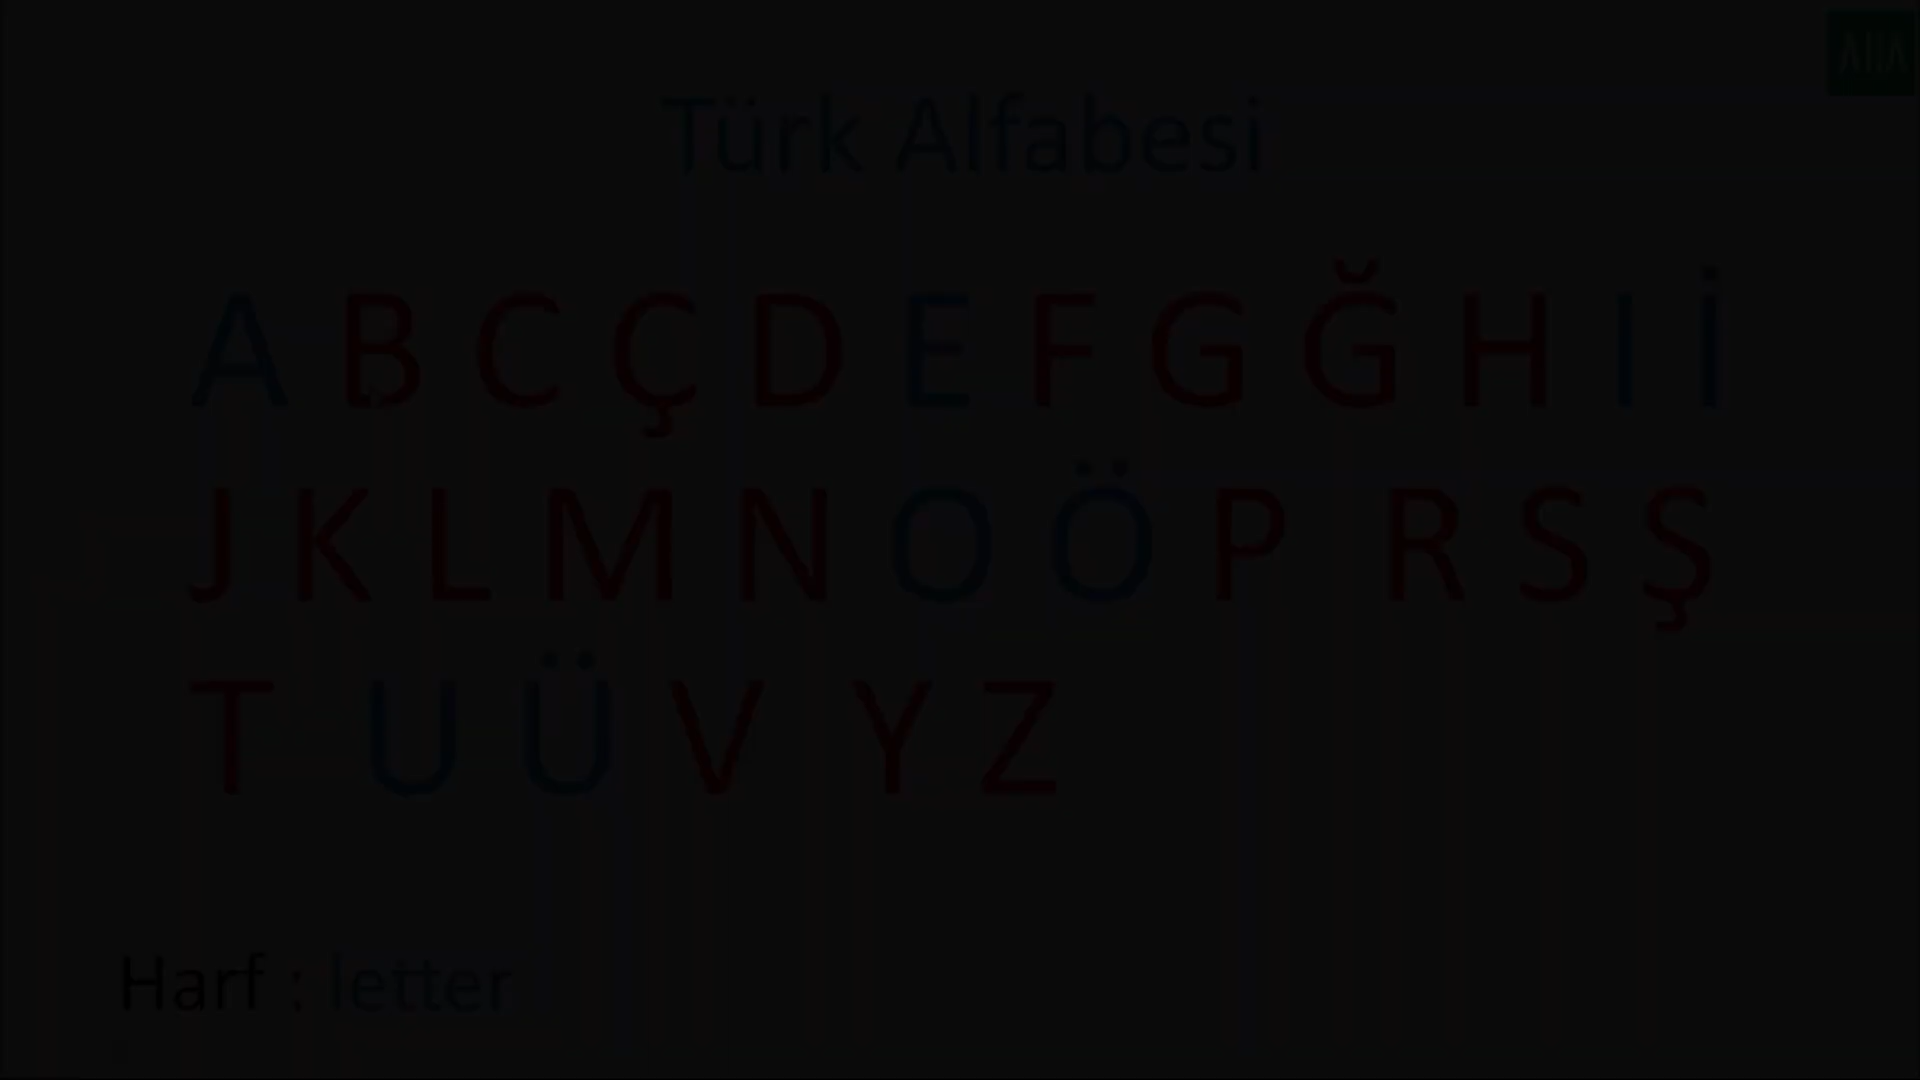 Türk Alfabesi
A B C Ç D E F G Ğ H I İ
J K L M N O Ö P R S Ş
T U Ü V Y Z
Harf : letter